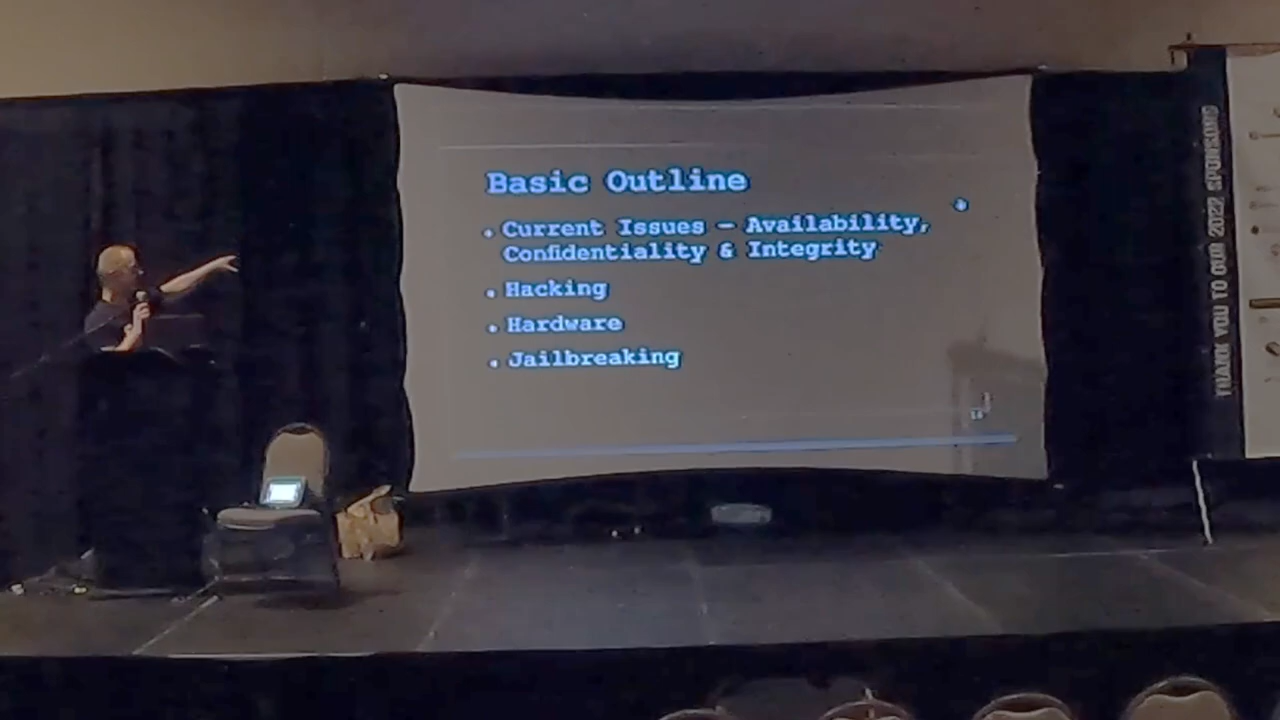 Basic Outline
• Current Issues – Availability,
Confidentiality & Integrity
• Hacking
• Hardware
• Jailbreaking
THANK YOU TO OUR 2022 SPONSORS